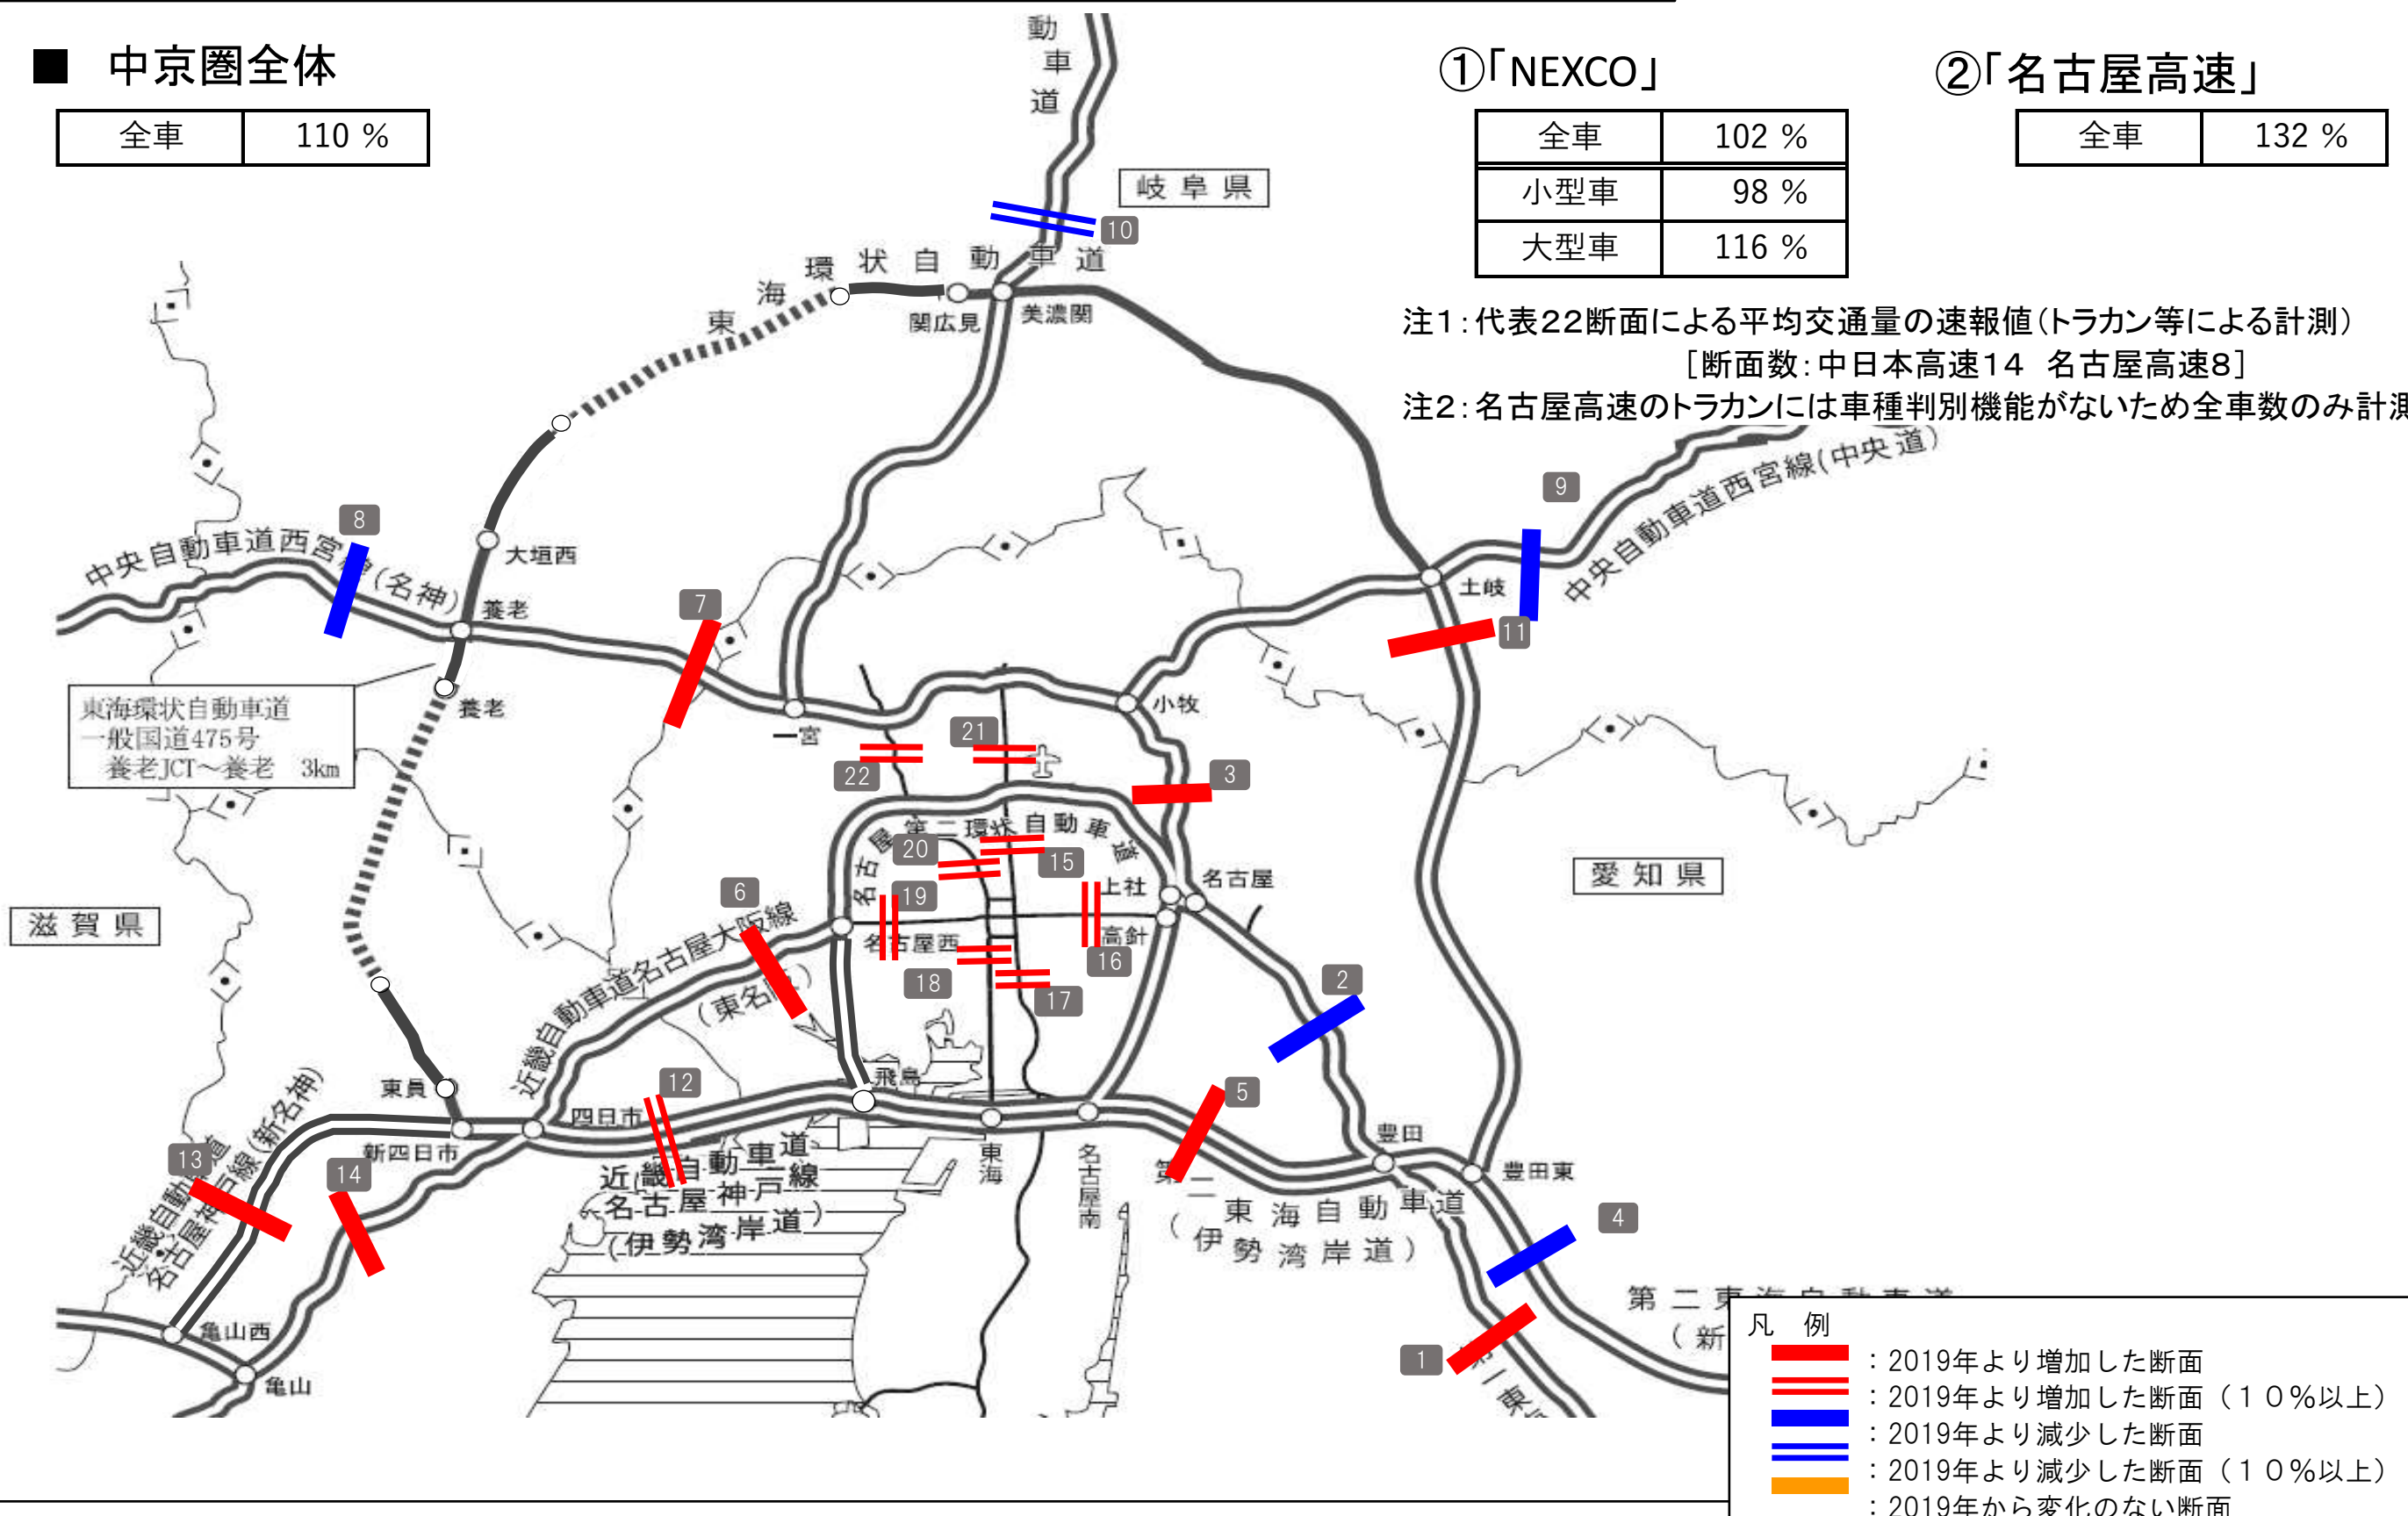 ■ 中京圏全体
全車 110 %
①「NEXCO」
全車 102 %
小型車 98 %
大型車 116 %
②「名古屋高速」
全車 132 %
注1：代表22断面による平均交通量の速報値(トラカン等による計測)
[断面数：中日本高速14 名古屋高速8]
注2：名古屋高速のトラカンには車種判別機能がないため全車数のみ計測
動車道
岐阜県
10
東海環状自動車道
関広見
美濃関
9
中央自動車道西宮線(中央道)
8
中央自動車道西宮線(名神)
大垣西
養老
7
土岐
11
東海環状自動車道
一般国道475号
養老JCT～養老 3km
養老
一宮
小牧
21
22
3
名古屋第二環状自動車道
20
15
愛知県
上社
名古屋
19
6
滋賀県
名古屋西
高針
16
18
17
2
近畿自動車道名古屋大阪線
(東名阪)
東員
12
飛島
5
四日市
新四日市
東海
名古屋南
豊田
豊田東
13
14
近畿自動車道
名古屋神戸線(新名神)
近畿自動車道
名古屋神戸線
(伊勢湾岸道)
第二東海自動車道
(伊勢湾岸道)
4
第二東海自動車道
(新
1
第一東
亀山西
亀山
凡 例
：2019年より増加した断面
：2019年より増加した断面（１０％以上）
：2019年より減少した断面
：2019年より減少した断面（１０％以上）
：2019年から変化のない断面